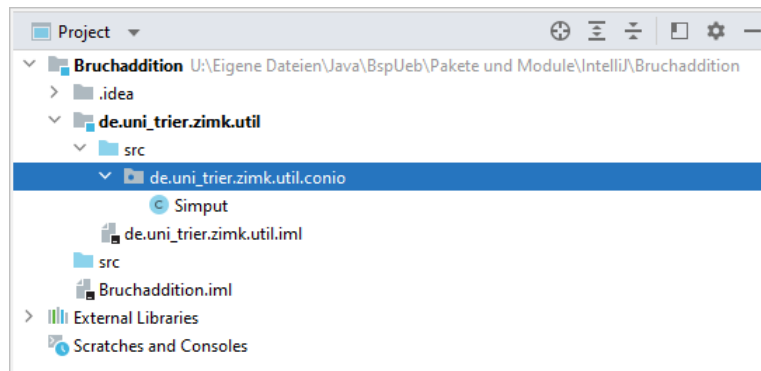 Project
Bruchaddition U:\Eigene Dateien\Java\BspUeb\Pakete und Module\IntelliJ\Bruchaddition
.idea
de.uni_trier.zimk.util
src
de.uni_trier.zimk.util.conio
C Simput
de.uni_trier.zimk.util.iml
src
Bruchaddition.iml
External Libraries
Scratches and Consoles